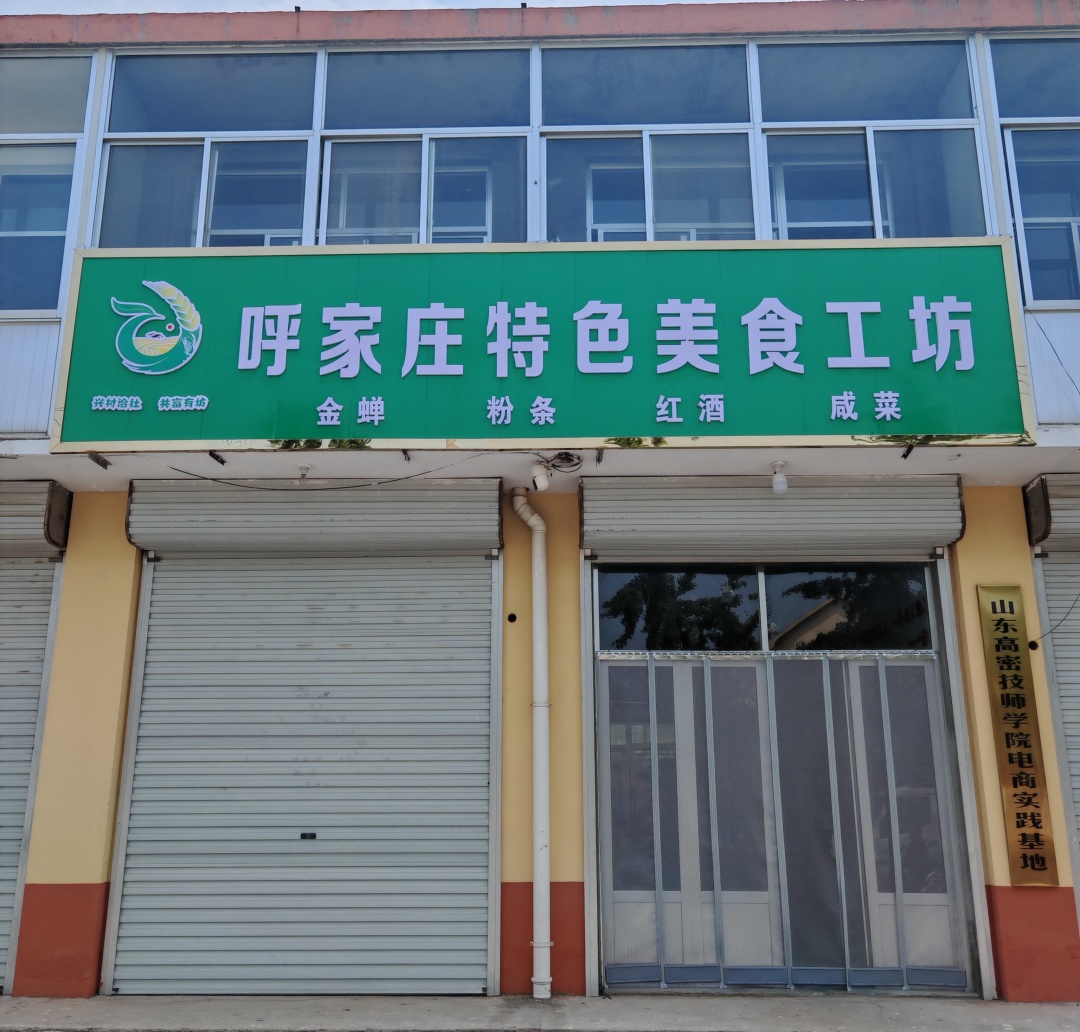 呼家庄特色美食工坊
兴村治社 共富有坊
金蝉 粉条 红酒 咸菜
山东高密技师学院电商实践基地